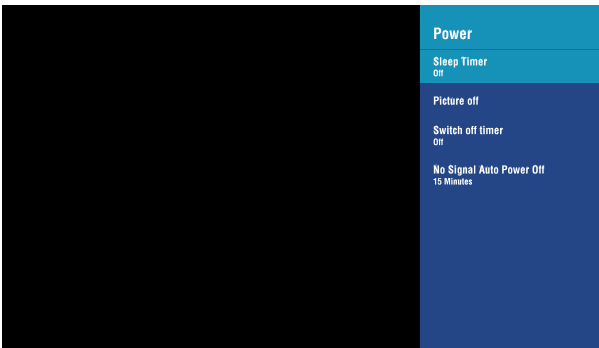 Power
Sleep Timer
Off
Picture off
Switch off timer
Off
No Signal Auto Power Off
15 Minutes